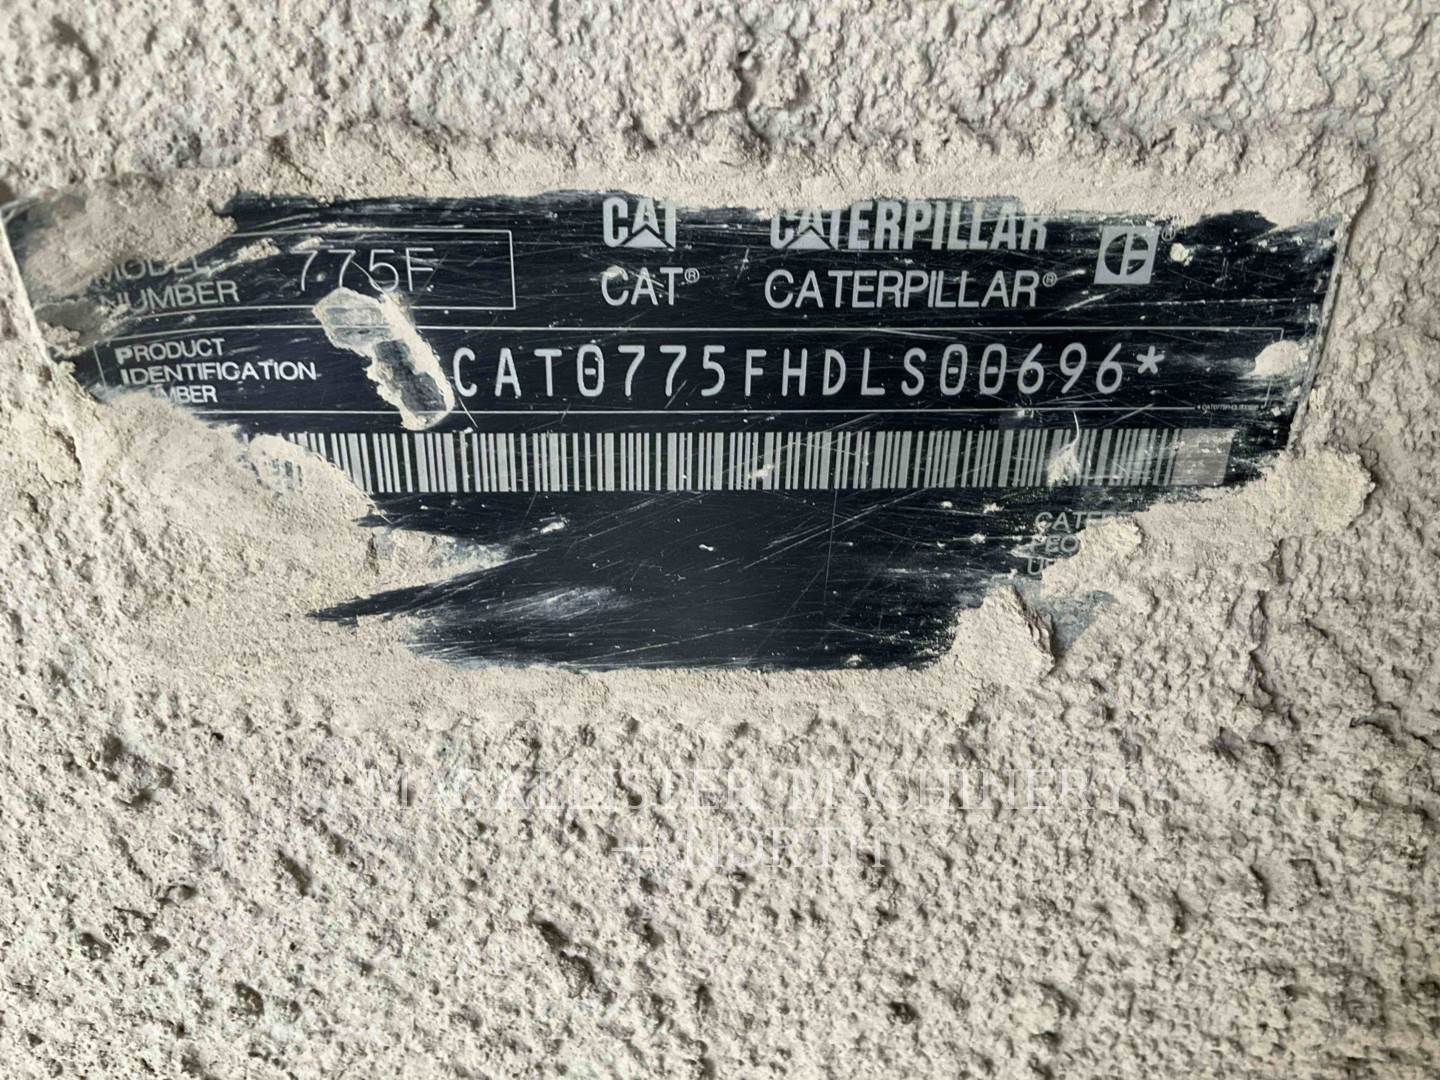 CAT CATERPILLAR
MODEL 775F CAT® CATERPILLAR®
NUMBER
PRODUCT
IDENTIFICATION CAT0775FHDLS00696*
NUMBER
MACALLISTER MACHINERY
- NORTH